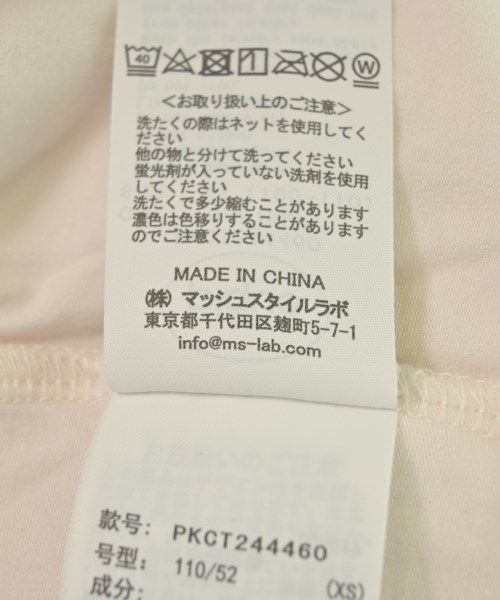 40
W
<お取り扱い上のご注意>
洗たくの際はネットを使用してく
ださい
他の物と分けて洗ってください
蛍光剤が入っていない洗剤を使用
してください
洗たくで多少縮むことがあります
濃色は色移りすることがあります
のでご注意ください
MADE IN CHINA
(株) マッシュスタイルラボ
東京都千代田区麹町5-7-1
info@ms-lab.com
款号: PKCT244460
号型: 110/52 (XS)
成分: